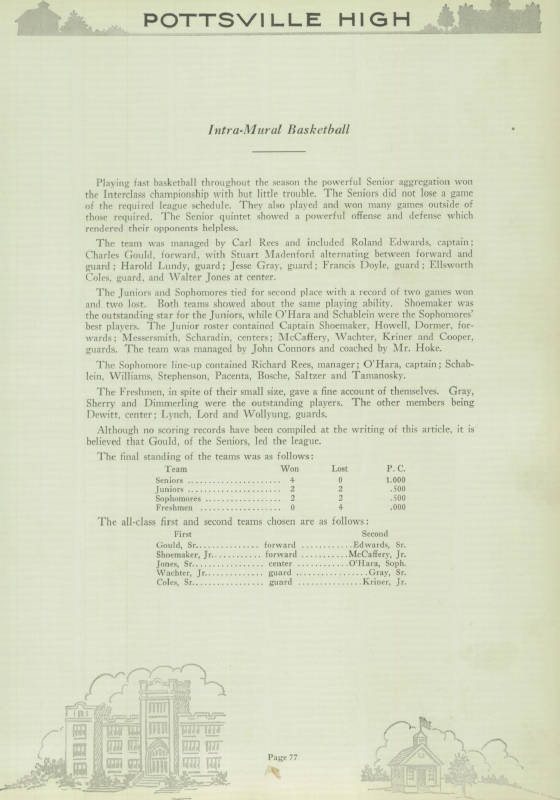 POTTSVILLE HIGH
Intra-Mural Basketball
Playing fast basketball throughout the season the powerful Senior aggregation won
the Interclass championship with but little trouble. The Seniors did not lose a game
of the required league schedule. They also played and won many games outside of
those required. The Senior quintet showed a powerful offense and defense which
rendered their opponents helpless.
The team was managed by Carl Rees and included Roland Edwards, captain;
Charles Gould, forward, with Stuart Madenford alternating between forward and
guard; Harold Lundy, guard; Jesse Gray, guard; Francis Doyle, guard; Ellsworth
Coles, guard, and Walter Jones at center.
The Juniors and Sophomores tied for second place with a record of two games won
and two lost. Both teams showed about the same playing ability. Shoemaker was
the outstanding star for the Juniors, while O'Hara and Schablein were the Sophomores'
best players. The Junior roster contained Captain Shoemaker, Howell, Dormer, for-
wards; Messersmith, Scharadin, centers; McCaffery, Wachter, Kriner and Cooper,
guards. The team was managed by John Connors and coached by Mr. Hoke.
The Sophomore line-up contained Richard Rees, manager; O'Hara, captain; Schab-
lein, Williams, Stephenson, Pacenta, Bosche, Saltzer and Tamanosky.
The Freshmen, in spite of their small size, gave a fine account of themselves. Gray,
Sherry and Dimmerling were the outstanding players. The other members being
Dewitt, center; Lynch, Lord and Wollyung, guards.
Although no scoring records have been compiled at the writing of this article, it is
believed that Gould, of the Seniors, led the league.
The final standing of the teams was as follows:
Team Won Lost P. C.
Seniors ..................... 4 0 1.000
Juniors ..................... 2 2 .500
Sophomores ................. 2 2 .500
Freshmen .................. 0 4 .000
The all-class first and second teams chosen are as follows:
First Second
Gould, Sr.............. forward ...........Edwards, Sr.
Shoemaker, Jr........... forward ..........McCaffery, Jr.
Jones, Sr................ center ...........O'Hara, Soph.
Wachter, Jr............. guard ................Gray, Sr.
Coles, Sr................ guard ..............Kriner, Jr.
Page 77